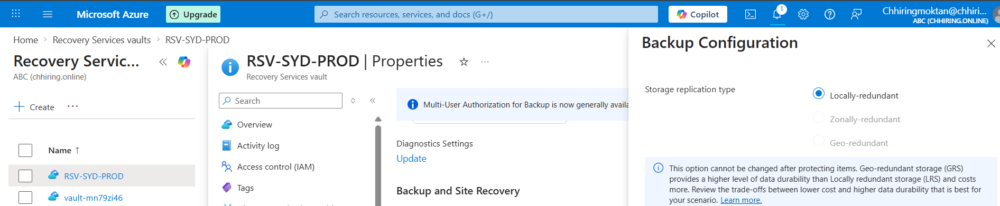 Microsoft Azure
Upgrade
Search resources, services, and docs (G+/)
Copilot
1
Chhiringmoktan@chhiri...
ABC (CHHIRING.ONLINE)
Home > Recovery Services vaults > RSV-SYD-PROD
Recovery Servic...
ABC (chhiring.online)
Create
Name ↑
RSV-SYD-PROD
vault-mn79zi46
RSV-SYD-PROD | Properties
Recovery Services vault
Search
Overview
Activity log
Access control (IAM)
Tags
Multi-User Authorization for Backup is now generally availa
Diagnostics Settings
Update
Backup and Site Recovery
Backup Configuration
Storage replication type
Locally-redundant
Zonally-redundant
Geo-redundant
This option cannot be changed after protecting items. Geo-redundant storage (GRS)
provides a higher level of data durability than Locally redundant storage (LRS) and costs
more. Review the trade-offs between lower cost and higher data durability that is best for
your scenario. Learn more.